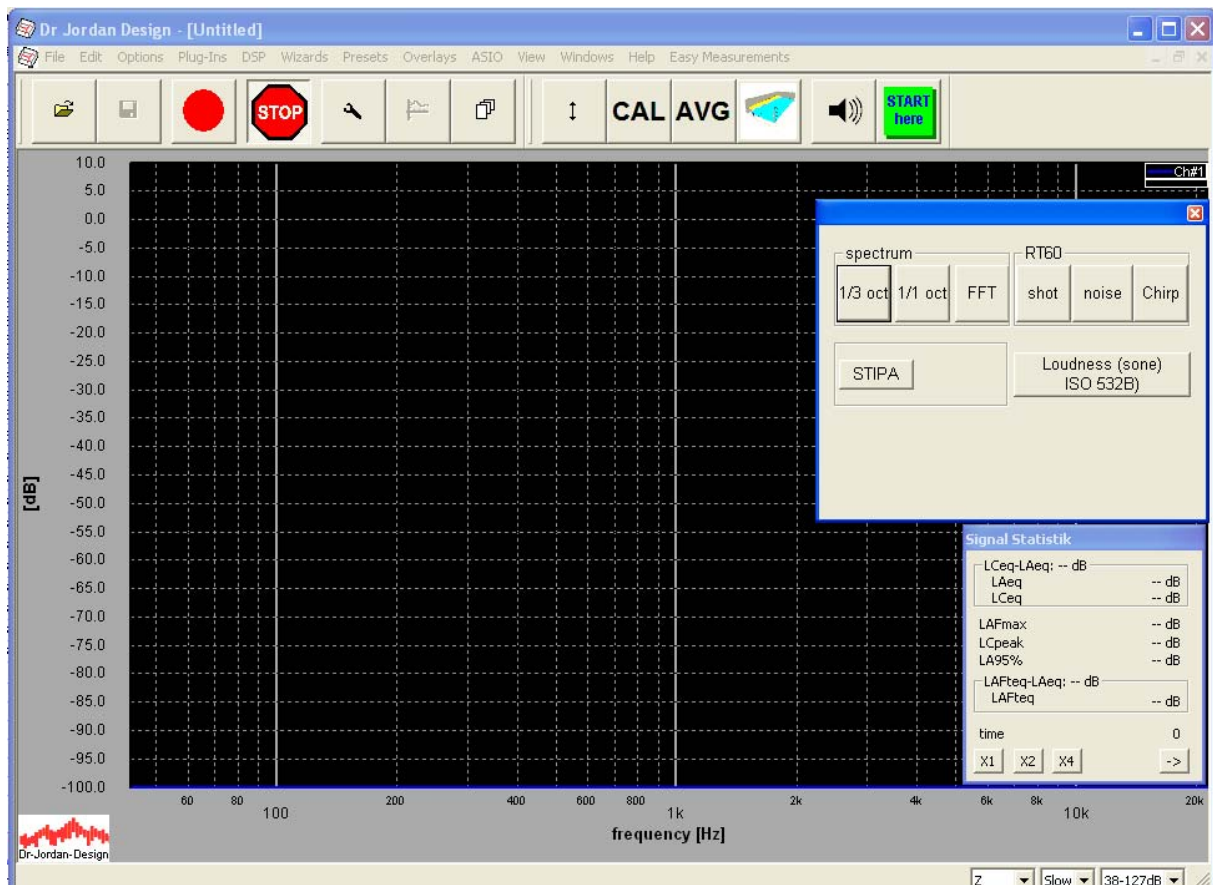 Dr Jordan Design - [Untitled]
File Edit Options Plug-Ins DSP Wizards Presets Overlays ASIO View Windows Help Easy Measurements
STOP
CAL AVG
START
here
Ch#1
10.0
5.0
0.0
-5.0
-10.0
-15.0
-20.0
-25.0
-30.0
-35.0
-40.0
-45.0
-50.0
-55.0
-60.0
-65.0
-70.0
-75.0
-80.0
-85.0
-90.0
-95.0
-100.0
[dB]
60 80 100 200 400 600 800 1k 2k 4k 6k 8k 10k 20k
frequency [Hz]
spectrum
1/3 oct 1/1 oct FFT
RT60
shot noise Chirp
STIPA
Loudness (sone)
ISO 532B)
Signal Statistik
LCeq-LAeq: -- dB
LAeq -- dB
LCeq -- dB
LAFmax -- dB
LCpeak -- dB
LA95% -- dB
LAFteq-LAeq: -- dB
LAFteq -- dB
time 0
X1 X2 X4 ->
Dr-Jordan-Design
Z Slow 38-127dB